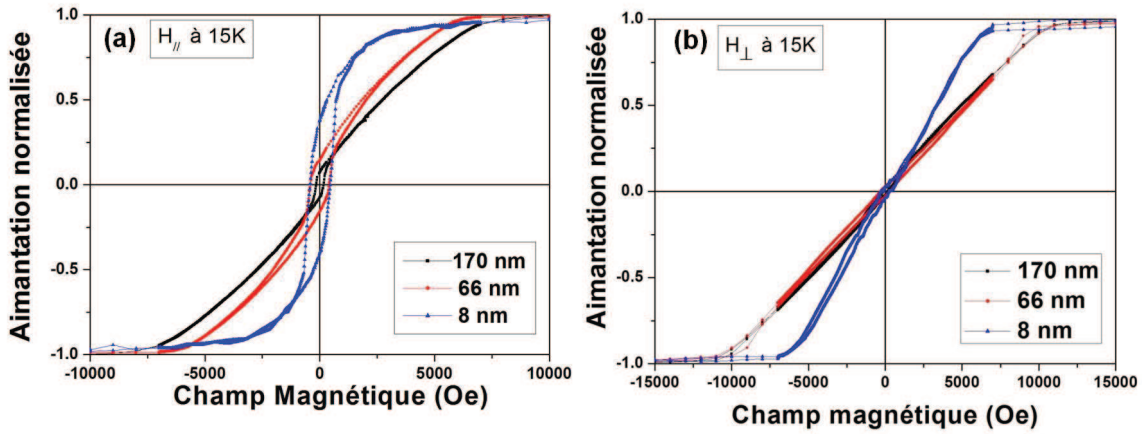 (a)
H// à 15K
Aimantation normalisée
1.0
0.5
0.0
-0.5
-1.0
170 nm
66 nm
8 nm
-10000 -5000 0 5000 10000
Champ Magnétique (Oe)
(b)
H⊥ à 15K
Aimantation normalisée
1.0
0.5
0.0
-0.5
-1.0
170 nm
66 nm
8 nm
-15000 -10000 -5000 0 5000 10000 15000
Champ magnétique (Oe)